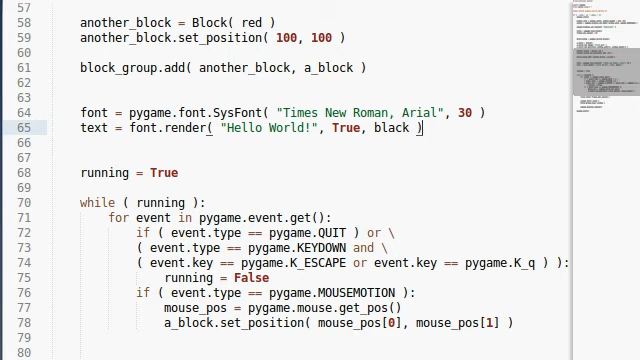 57
58 another_block = Block( red )
59 another_block.set_position( 100, 100 )
60
61 block_group.add( another_block, a_block )
62
63
64 font = pygame.font.SysFont( "Times New Roman, Arial", 30 )
65 text = font.render( "Hello World!", True, black )
66
67
68 running = True
69
70 while ( running ):
71 for event in pygame.event.get():
72 if ( event.type == pygame.QUIT ) or \
73 ( event.type == pygame.KEYDOWN and \
74 ( event.key == pygame.K_ESCAPE or event.key == pygame.K_q ) ):
75 running = False
76 if ( event.type == pygame.MOUSEMOTION ):
77 mouse_pos = pygame.mouse.get_pos()
78 a_block.set_position( mouse_pos[0], mouse_pos[1] )
79
80